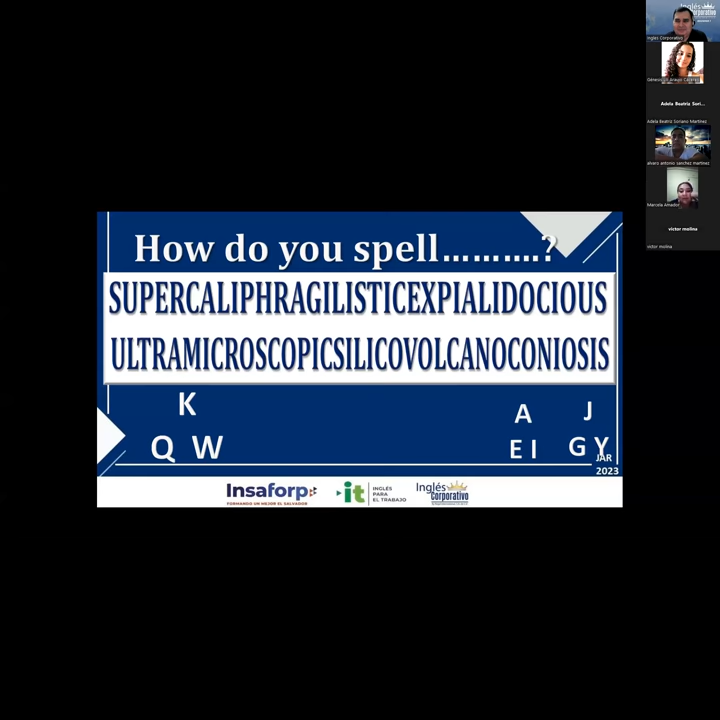 How do you spell..........?
SUPERCALIPHRAGILISTICEXPIALIDOCIOUS
ULTRAMICROSCOPICSILICOVOLCANOCONIOSIS
K
Q W
A J
E I G Y
JAR
2023
Insaforp
FORMANDO UN MEJOR EL SALVADOR
it
INGLÉS
PARA
EL TRABAJO
Inglés
Corporativo
Inglés
Corporativo
Inglés Corporativo
Adela Beatriz Sori...
Adela Beatriz Soriano Martinez
alvaro antonio sanchez martinez
Marcela Amador
victor molina
victor molina